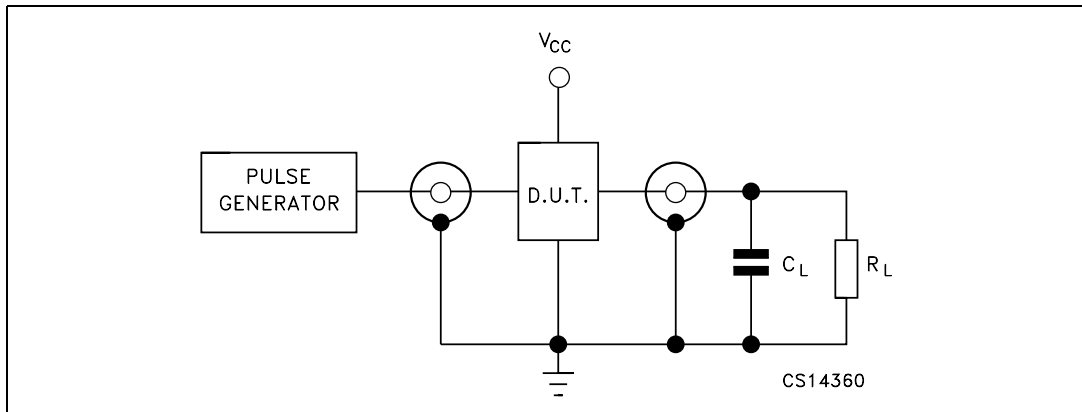 VCC
PULSE
GENERATOR
D.U.T.
CL
RL
CS14360